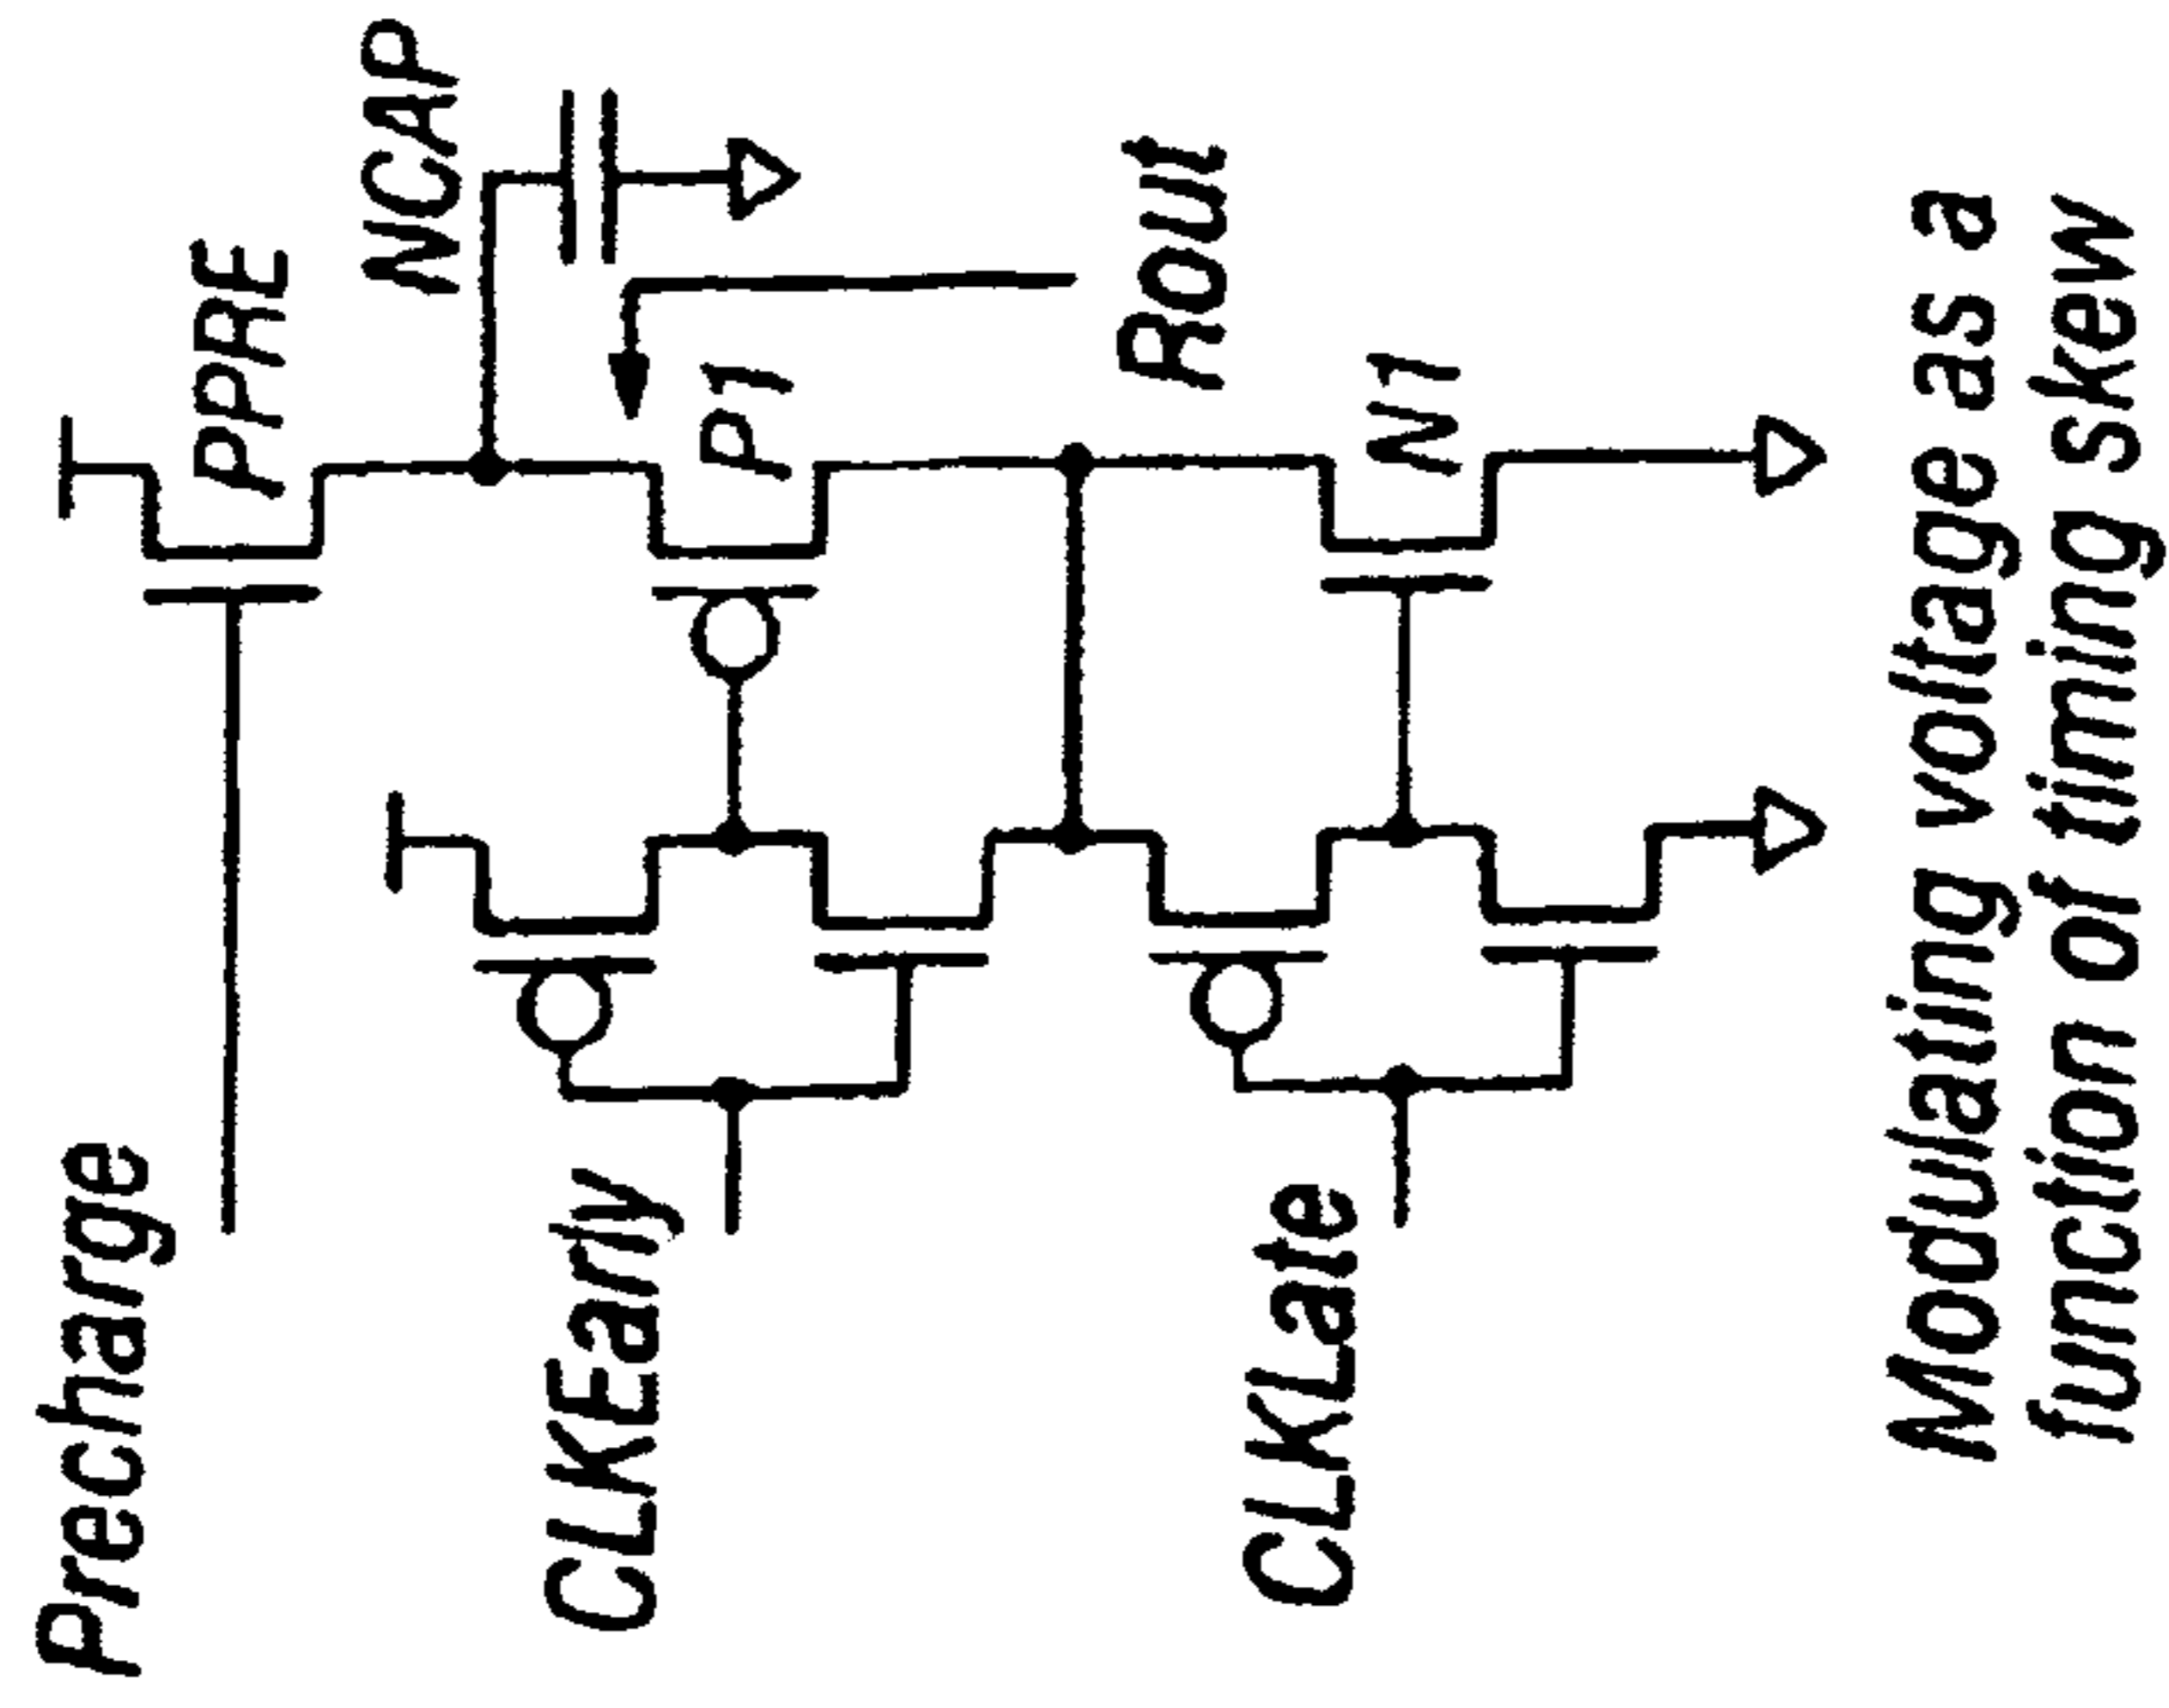 Precharge
PPRE
NCAP
CLKEarly
P1
Rout
CLKLate
N1
Modulating voltage as a
function of timing skew